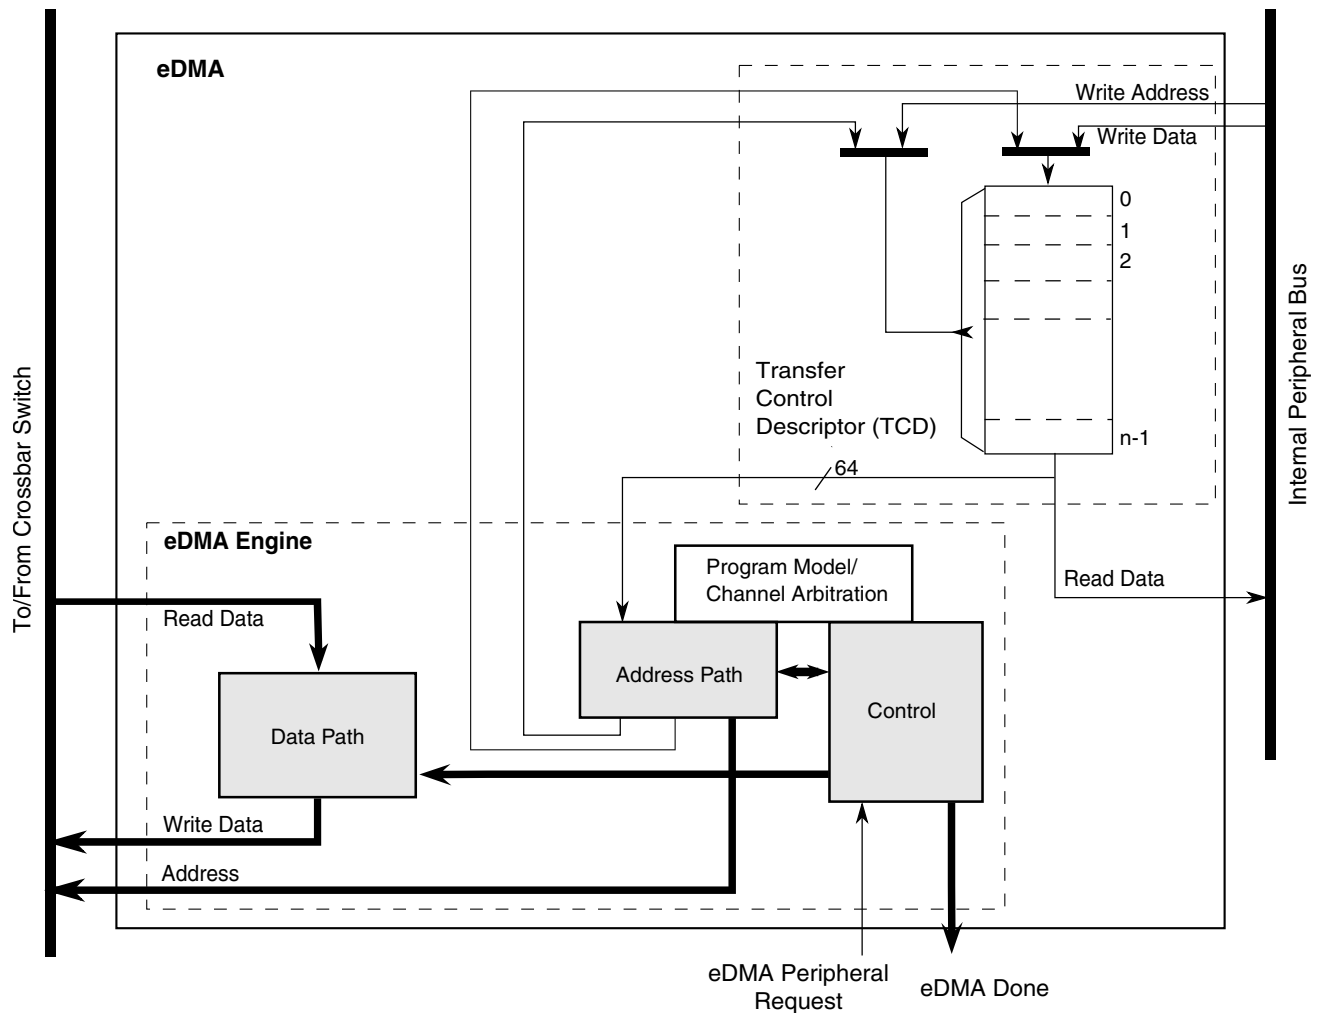 eDMA
Write Address
Write Data
0
1
2
n-1
Transfer
Control
Descriptor (TCD)
64
To/From Crossbar Switch
Internal Peripheral Bus
eDMA Engine
Program Model/
Channel Arbitration
Read Data
Read Data
Address Path
Control
Data Path
Write Data
Address
eDMA Peripheral
Request
eDMA Done